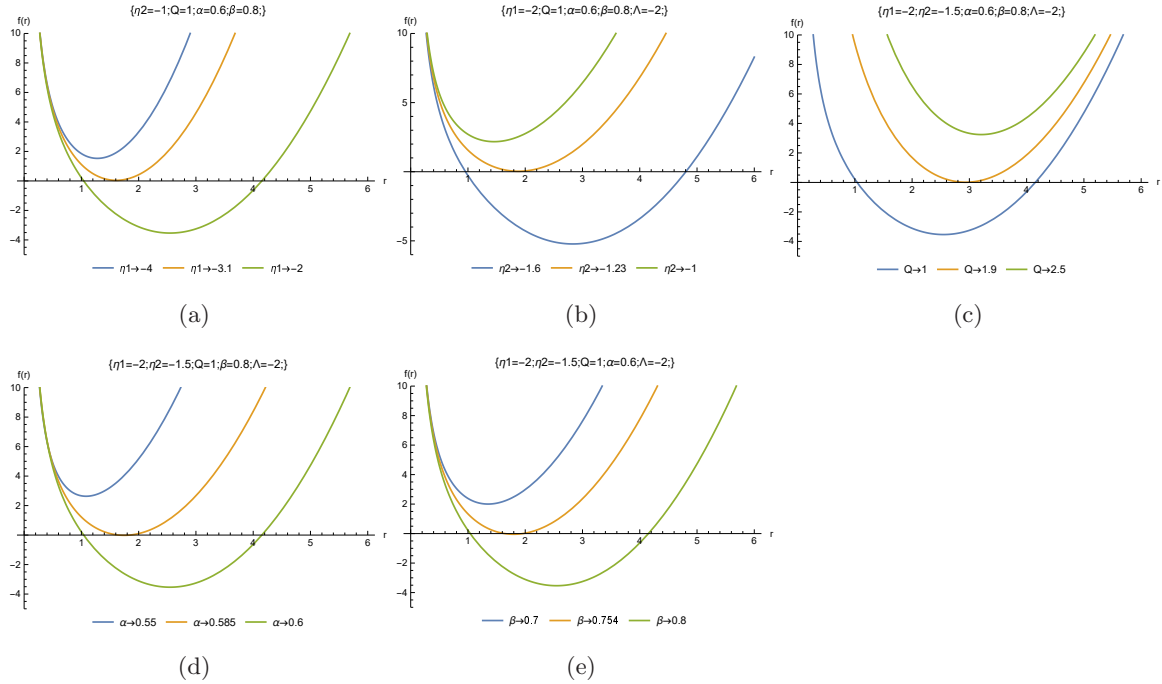 {η2=-1;Q=1;α=0.6;β=0.8;}
f(r)
10
8
6
4
2
-2
-4
1 2 3 4 5 6
r
η1→-4 η1→-3.1 η1→-2
(a)
{η1=-2;Q=1;α=0.6;β=0.8;Λ=-2;}
f(r)
10
5
-5
1 2 3 4 5 6
r
η2→-1.6 η2→-1.23 η2→-1
(b)
{η1=-2;η2=-1.5;α=0.6;β=0.8;Λ=-2;}
f(r)
10
8
6
4
2
-2
-4
1 2 3 4 5 6
r
Q→1 Q→1.9 Q→2.5
(c)
{η1=-2;η2=-1.5;Q=1;β=0.8;Λ=-2;}
f(r)
10
8
6
4
2
-2
-4
1 2 3 4 5 6
r
α→0.55 α→0.585 α→0.6
(d)
{η1=-2;η2=-1.5;Q=1;α=0.6;Λ=-2;}
f(r)
10
8
6
4
2
-2
-4
1 2 3 4 5 6
r
β→0.7 β→0.754 β→0.8
(e)